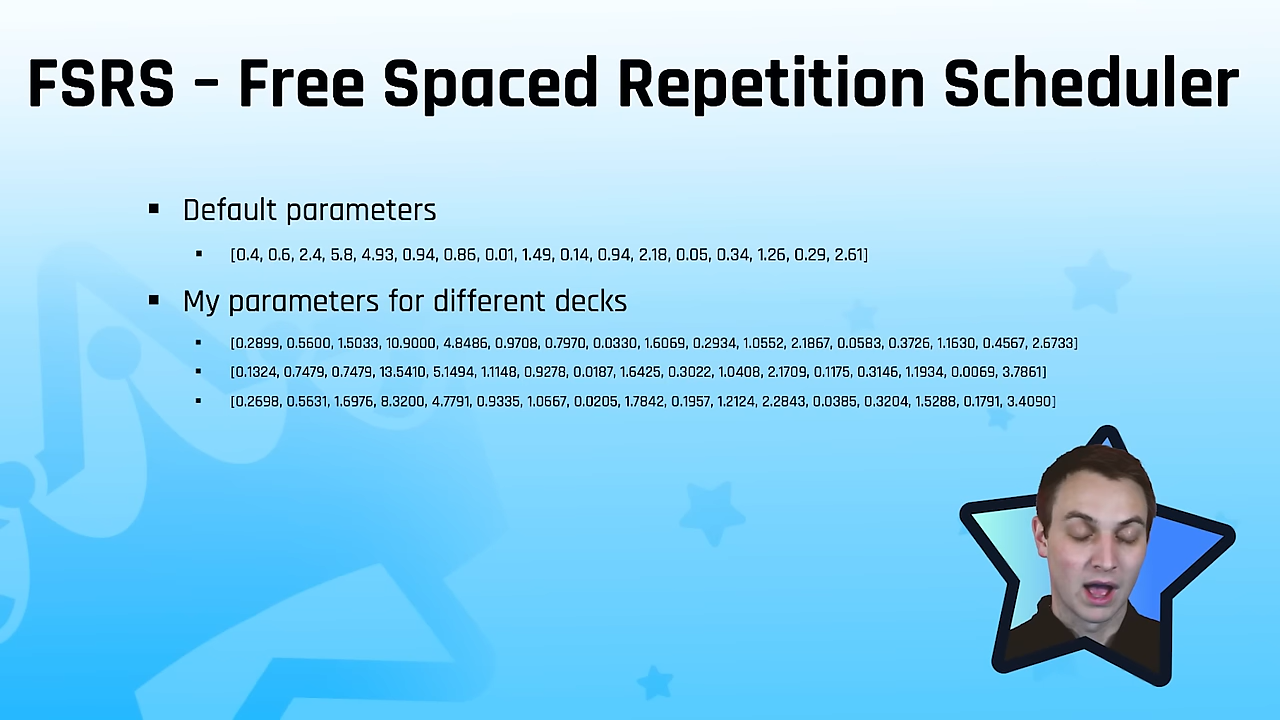 FSRS – Free Spaced Repetition Scheduler
Default parameters
[0.4, 0.6, 2.4, 5.8, 4.93, 0.94, 0.86, 0.01, 1.49, 0.14, 0.94, 2.18, 0.05, 0.34, 1.26, 0.29, 2.61]
My parameters for different decks
[0.2899, 0.5600, 1.5033, 10.9000, 4.8486, 0.9708, 0.7970, 0.0330, 1.6069, 0.2934, 1.0552, 2.1867, 0.0583, 0.3726, 1.1630, 0.4567, 2.6733]
[0.1324, 0.7479, 0.7479, 13.5410, 5.1494, 1.1148, 0.9278, 0.0187, 1.6425, 0.3022, 1.0408, 2.1709, 0.1175, 0.3146, 1.1934, 0.0069, 3.7861]
[0.2698, 0.5631, 1.6976, 8.3200, 4.7791, 0.9335, 1.0667, 0.0205, 1.7842, 0.1957, 1.2124, 2.2843, 0.0385, 0.3204, 1.5288, 0.1791, 3.4090]